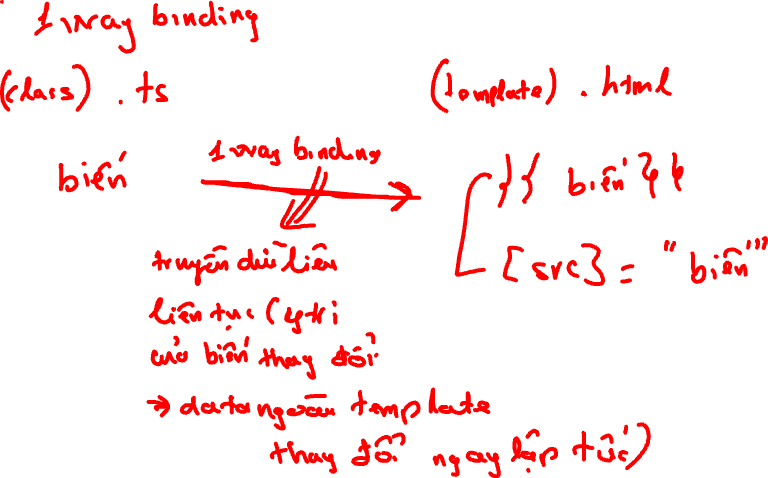 1 way binding
(class) .ts
(template) .html
biến
1 way binding
{{ biến }}
[src] = "biến"
truyền dữ liệu
liên tục (giá trị
của biến thay đổi
→ data ngoài template
thay đổi ngay lập tức)